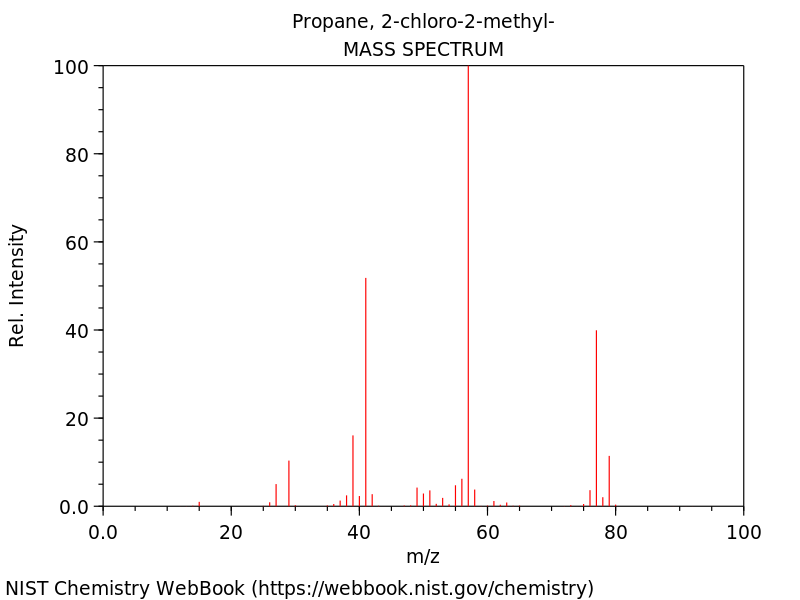 Propane, 2-chloro-2-methyl-
MASS SPECTRUM
100
80
60
40
20
0.0
Rel. Intensity
0.0 20 40 60 80 100
m/z
NIST Chemistry WebBook (https://webbook.nist.gov/chemistry)